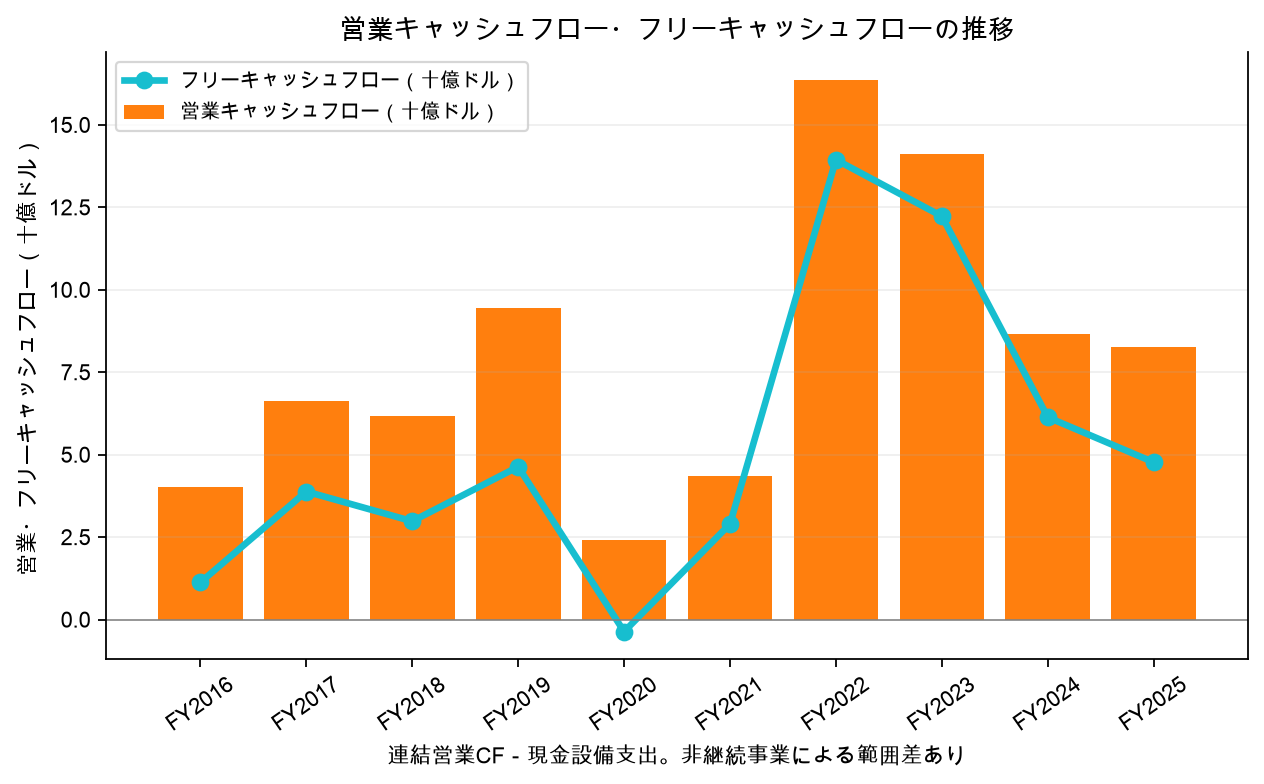 営業キャッシュフロー・フリーキャッシュフローの推移
フリーキャッシュフロー(十億ドル)
営業キャッシュフロー(十億ドル)
営業・フリーキャッシュフロー(十億ドル)
15.0
12.5
10.0
7.5
5.0
2.5
0.0
FY2016
FY2017
FY2018
FY2019
FY2020
FY2021
FY2022
FY2023
FY2024
FY2025
連結営業CF - 現金設備支出。非継続事業による範囲差あり